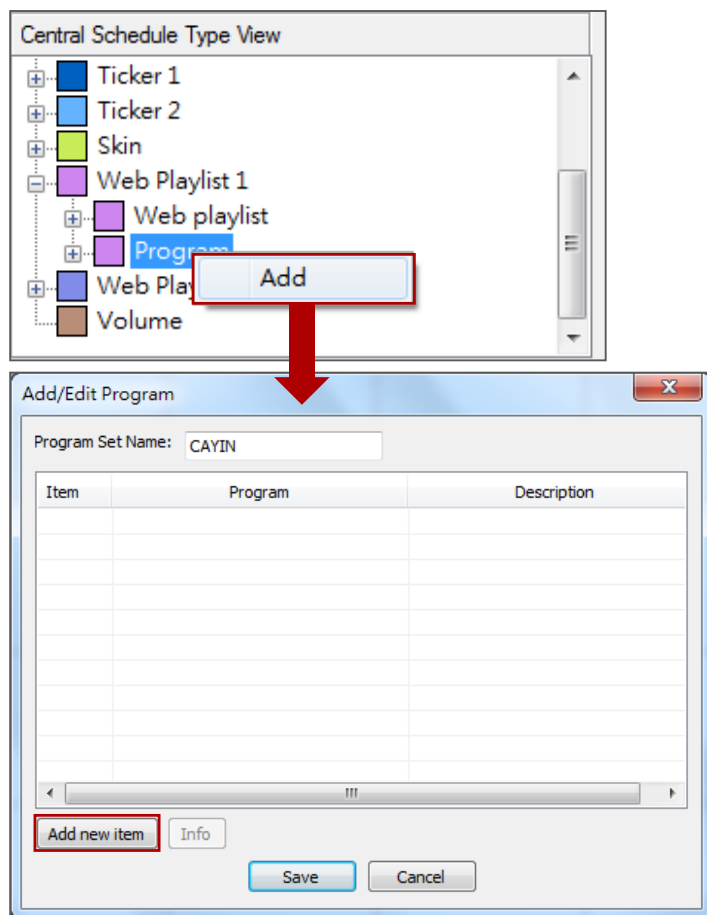 Central Schedule Type View
Ticker 1
Ticker 2
Skin
Web Playlist 1
Web playlist
Program
Add
Web Play
Volume
Add/Edit Program
Program Set Name: CAYIN
Item Program Description
Add new item Info
Save Cancel